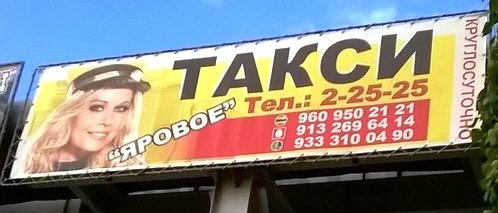 ТАКСИ
"ЯРОВОЕ"
Тел.: 2-25-25
960 950 21 21
913 269 64 14
933 310 04 90
КРУГЛОСУТОЧНО